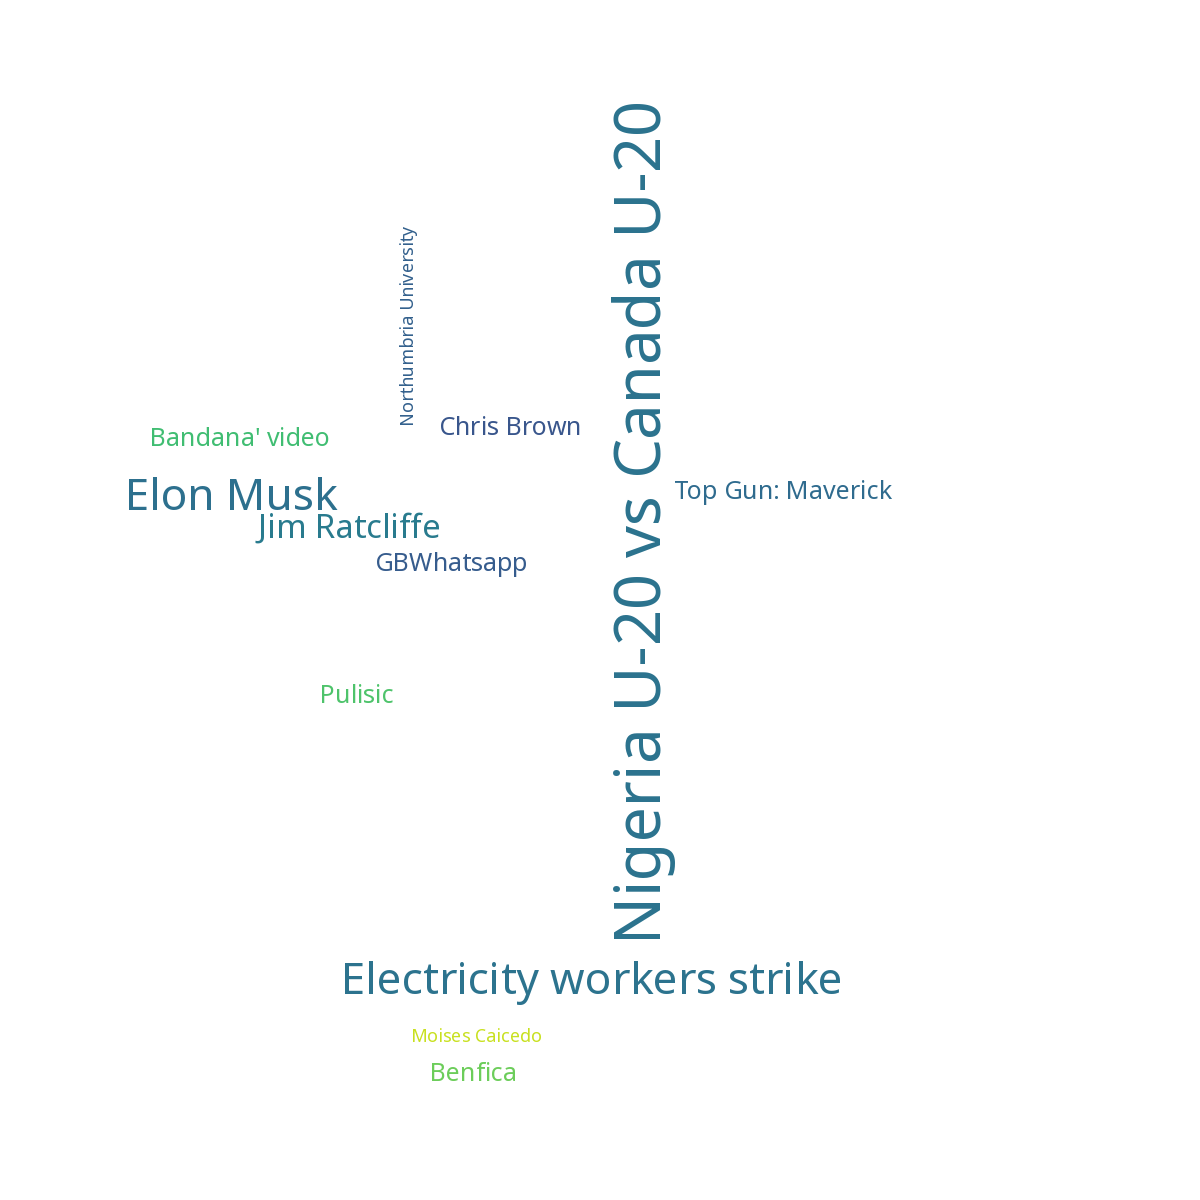 Nigeria U-20 vs Canada U-20
Northumbria University
Chris Brown
Bandana' video
Elon Musk
Top Gun: Maverick
Jim Ratcliffe
GBWhatsapp
Pulisic
Electricity workers strike
Moises Caicedo
Benfica